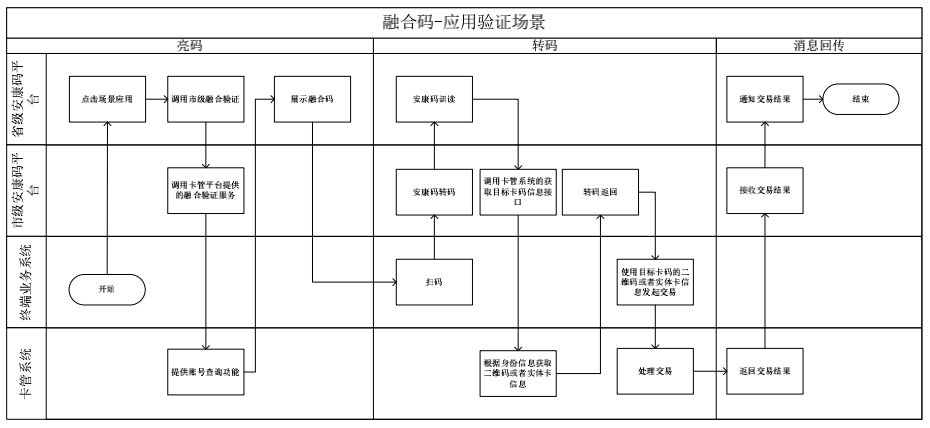 融合码-应用验证场景
亮码
转码
消息回传
省级安康码平
台
点击场景应用
调用市级融合验证
展示融合码
安康码识读
通知交易结果
结束
市级安康码平
台
调用卡管平台提供
的融合验证服务
安康码转码
调用卡管系统的获
取目标卡码信息接
口
转码返回
接收交易结果
终端业务系统
开始
扫码
使用目标卡码的二
维码或者实体卡信
息发起交易
卡管系统
提供账号查询功能
根据身份信息获取
二维码或者实体卡
信息
处理交易
返回交易结果